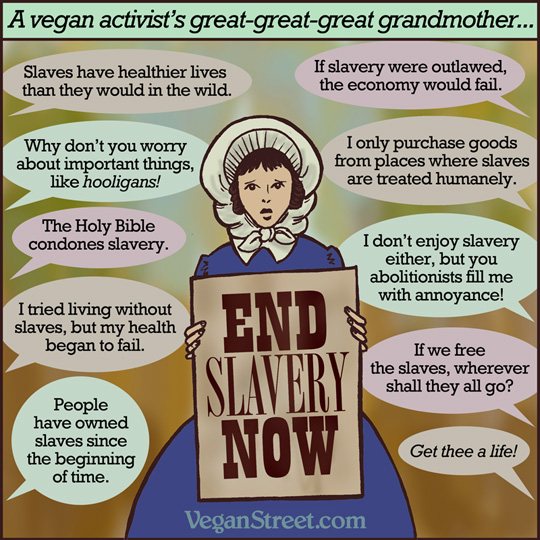 A vegan activist's great-great-great grandmother...
Slaves have healthier lives
than they would in the wild.
If slavery were outlawed,
the economy would fail.
Why don't you worry
about important things,
like hooligans!
I only purchase goods
from places where slaves
are treated humanely.
The Holy Bible
condones slavery.
I don't enjoy slavery
either, but you
abolitionists fill me
with annoyance!
I tried living without
slaves, but my health
began to fail.
If we free
the slaves, wherever
shall they all go?
People
have owned
slaves since
the beginning
of time.
Get thee a life!
END
SLAVERY
NOW
VeganStreet.com